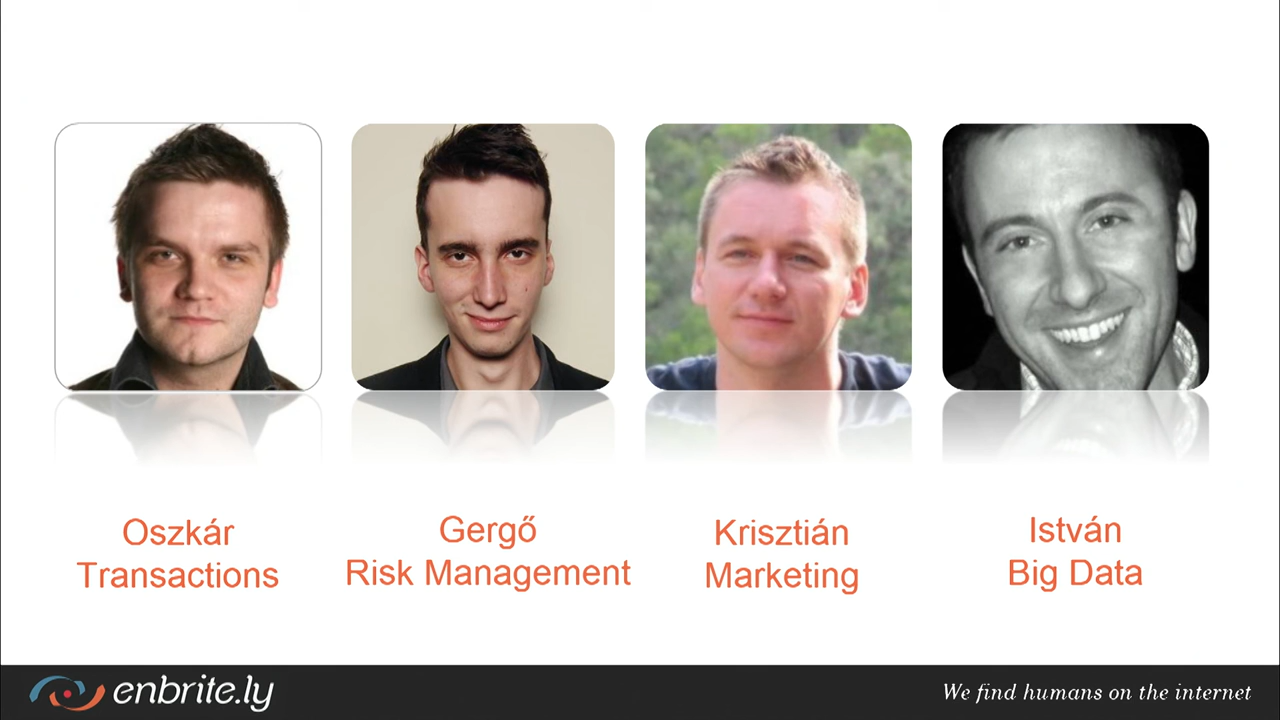 Oszkár
Transactions
Gergő
Risk Management
Krisztián
Marketing
István
Big Data
enbrite.ly
We find humans on the internet